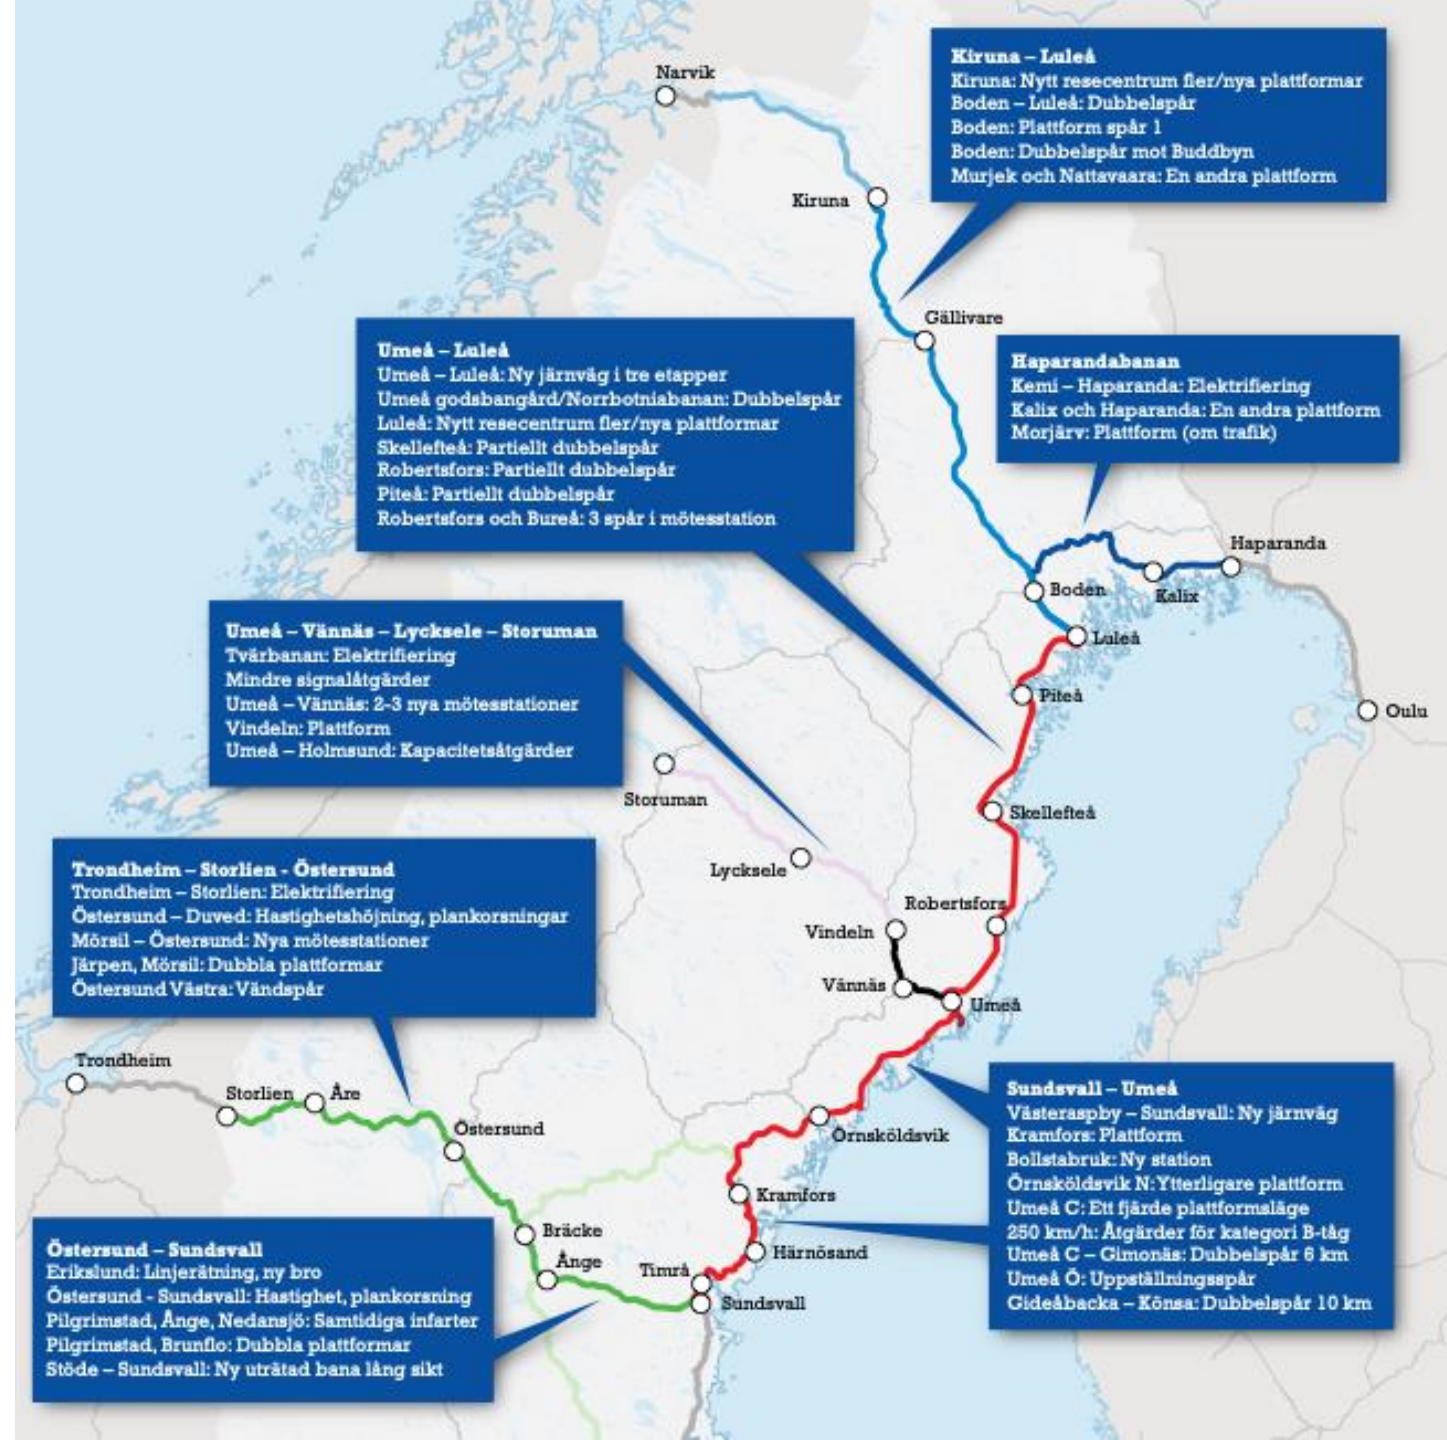 Narvik
Kiruna – Luleå
Kiruna: Nytt resecentrum fler/nya plattformar
Boden – Luleå: Dubbelspår
Boden: Plattform spår 1
Boden: Dubbelspår mot Buddbyn
Murjek och Nattavaara: En andra plattform
Kiruna
Gällivare
Umeå – Luleå
Umeå – Luleå: Ny järnväg i tre etapper
Umeå godsbangård/Norrbotniabanan: Dubbelspår
Luleå: Nytt resecentrum fler/nya plattformar
Skellefteå: Partiellt dubbelspår
Robertsfors: Partiellt dubbelspår
Piteå: Partiellt dubbelspår
Robertsfors och Bureå: 3 spår i mötesstation
Haparandabanan
Kemi – Haparanda: Elektrifiering
Kalix och Haparanda: En andra plattform
Morjärv: Plattform (om trafik)
Haparanda
Boden
Kalix
Luleå
Piteå
Oulu
Umeå – Vännäs – Lycksele – Storuman
Tvärbanan: Elektrifiering
Mindre signalåtgärder
Umeå – Vännäs: 2-3 nya mötesstationer
Vindeln: Plattform
Umeå – Holmsund: Kapacitetsåtgärder
Storuman
Skellefteå
Lycksele
Robertsfors
Vindeln
Vännäs
Umeå
Trondheim – Storlien - Östersund
Trondheim – Storlien: Elektrifiering
Östersund – Duved: Hastighetshöjning, plankorsningar
Mörsil – Östersund: Nya mötesstationer
Järpen, Mörsil: Dubbla plattformar
Östersund Västra: Vändspår
Trondheim
Storlien
Åre
Östersund
Örnsköldsvik
Sundsvall – Umeå
Västeraspby – Sundsvall: Ny järnväg
Kramfors: Plattform
Bollstabruk: Ny station
Örnsköldsvik N: Ytterligare plattform
Umeå C: Ett fjärde plattformsläge
250 km/h: Åtgärder för kategori B-tåg
Umeå C – Gimonäs: Dubbelspår 6 km
Umeå Ö: Uppställningsspår
Gideåbacka – Könsa: Dubbelspår 10 km
Kramfors
Bräcke
Härnösand
Ånge
Timrå
Sundsvall
Östersund – Sundsvall
Erikslund: Linjerätning, ny bro
Östersund - Sundsvall: Hastighet, plankorsning
Pilgrimstad, Ånge, Nedansjö: Samtidiga infarter
Pilgrimstad, Brunflo: Dubbla plattformar
Stöde – Sundsvall: Ny uträtad bana lång sikt